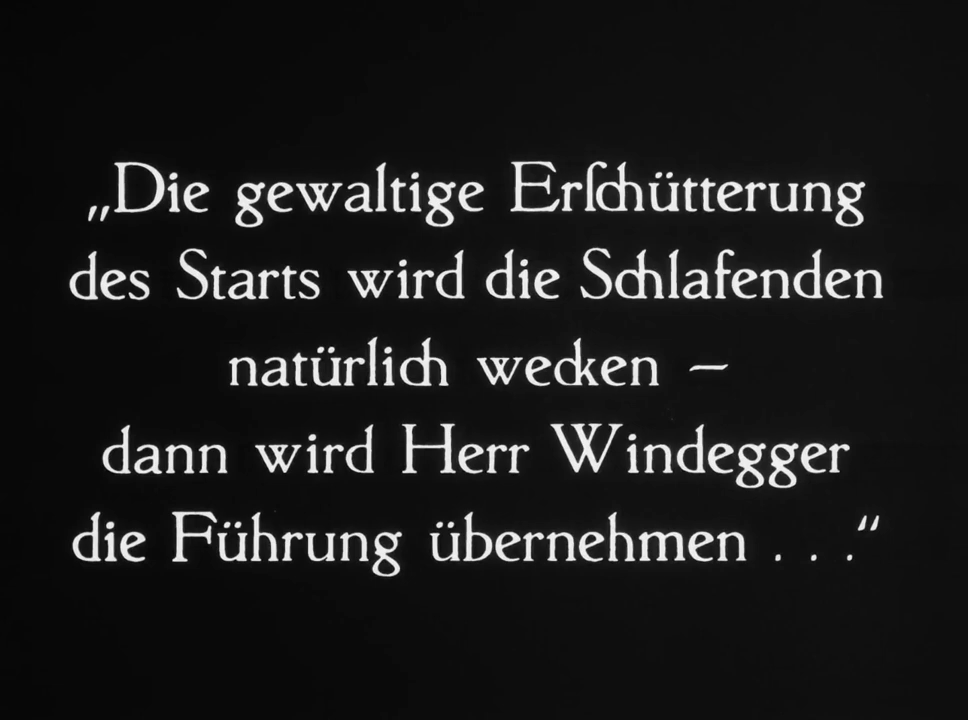 „Die gewaltige Erſchütterung
des Starts wird die Schlafenden
natürlich wecken –
dann wird Herr Windegger
die Führung übernehmen . . .“